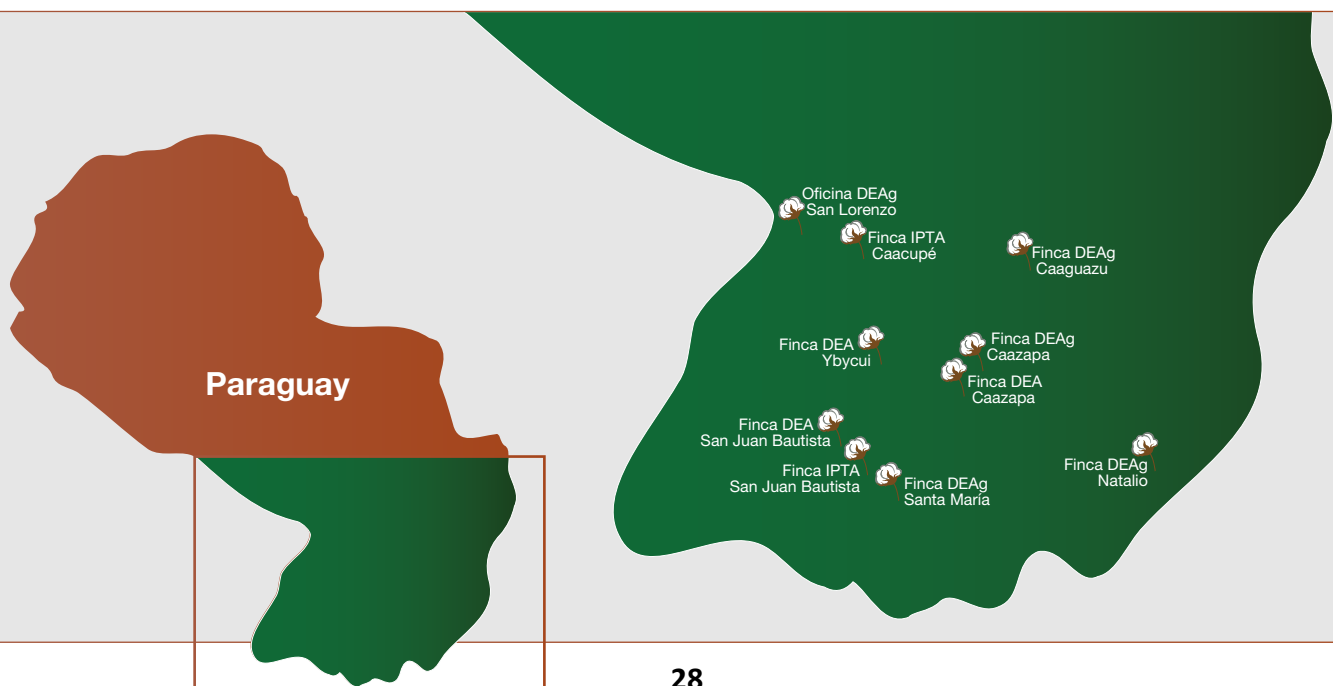 Paraguay
Oficina DEAg
San Lorenzo
Finca IPTA
Caacupé
Finca DEAg
Caaguazu
Finca DEA
Ybycui
Finca DEAg
Caazapa
Finca DEA
Caazapa
Finca DEA
San Juan Bautista
Finca IPTA
San Juan Bautista
Finca DEAg
Santa María
Finca DEAg
Natalio
28